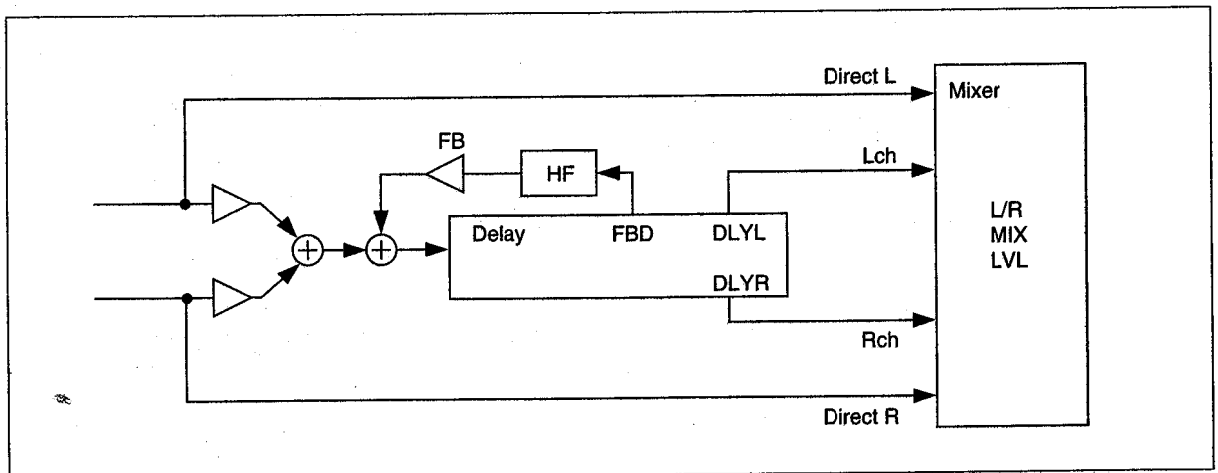 Direct L
Mixer
FB
Lch
HF
L/R
MIX
LVL
Delay
FBD
DLYL
DLYR
Rch
Direct R